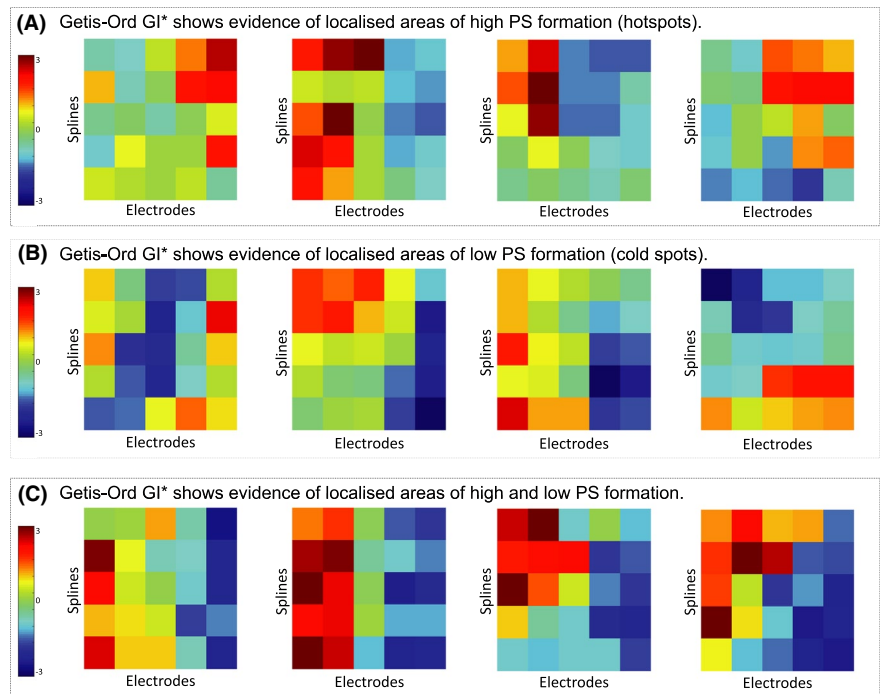 (A) Getis-Ord GI* shows evidence of localised areas of high PS formation (hotspots).
3
0
-3
Splines
Splines
Splines
Splines
Electrodes
Electrodes
Electrodes
Electrodes
(B) Getis-Ord GI* shows evidence of localised areas of low PS formation (cold spots).
3
0
-3
Splines
Splines
Splines
Splines
Electrodes
Electrodes
Electrodes
Electrodes
(C) Getis-Ord GI* shows evidence of localised areas of high and low PS formation.
3
0
-3
Splines
Splines
Splines
Splines
Electrodes
Electrodes
Electrodes
Electrodes